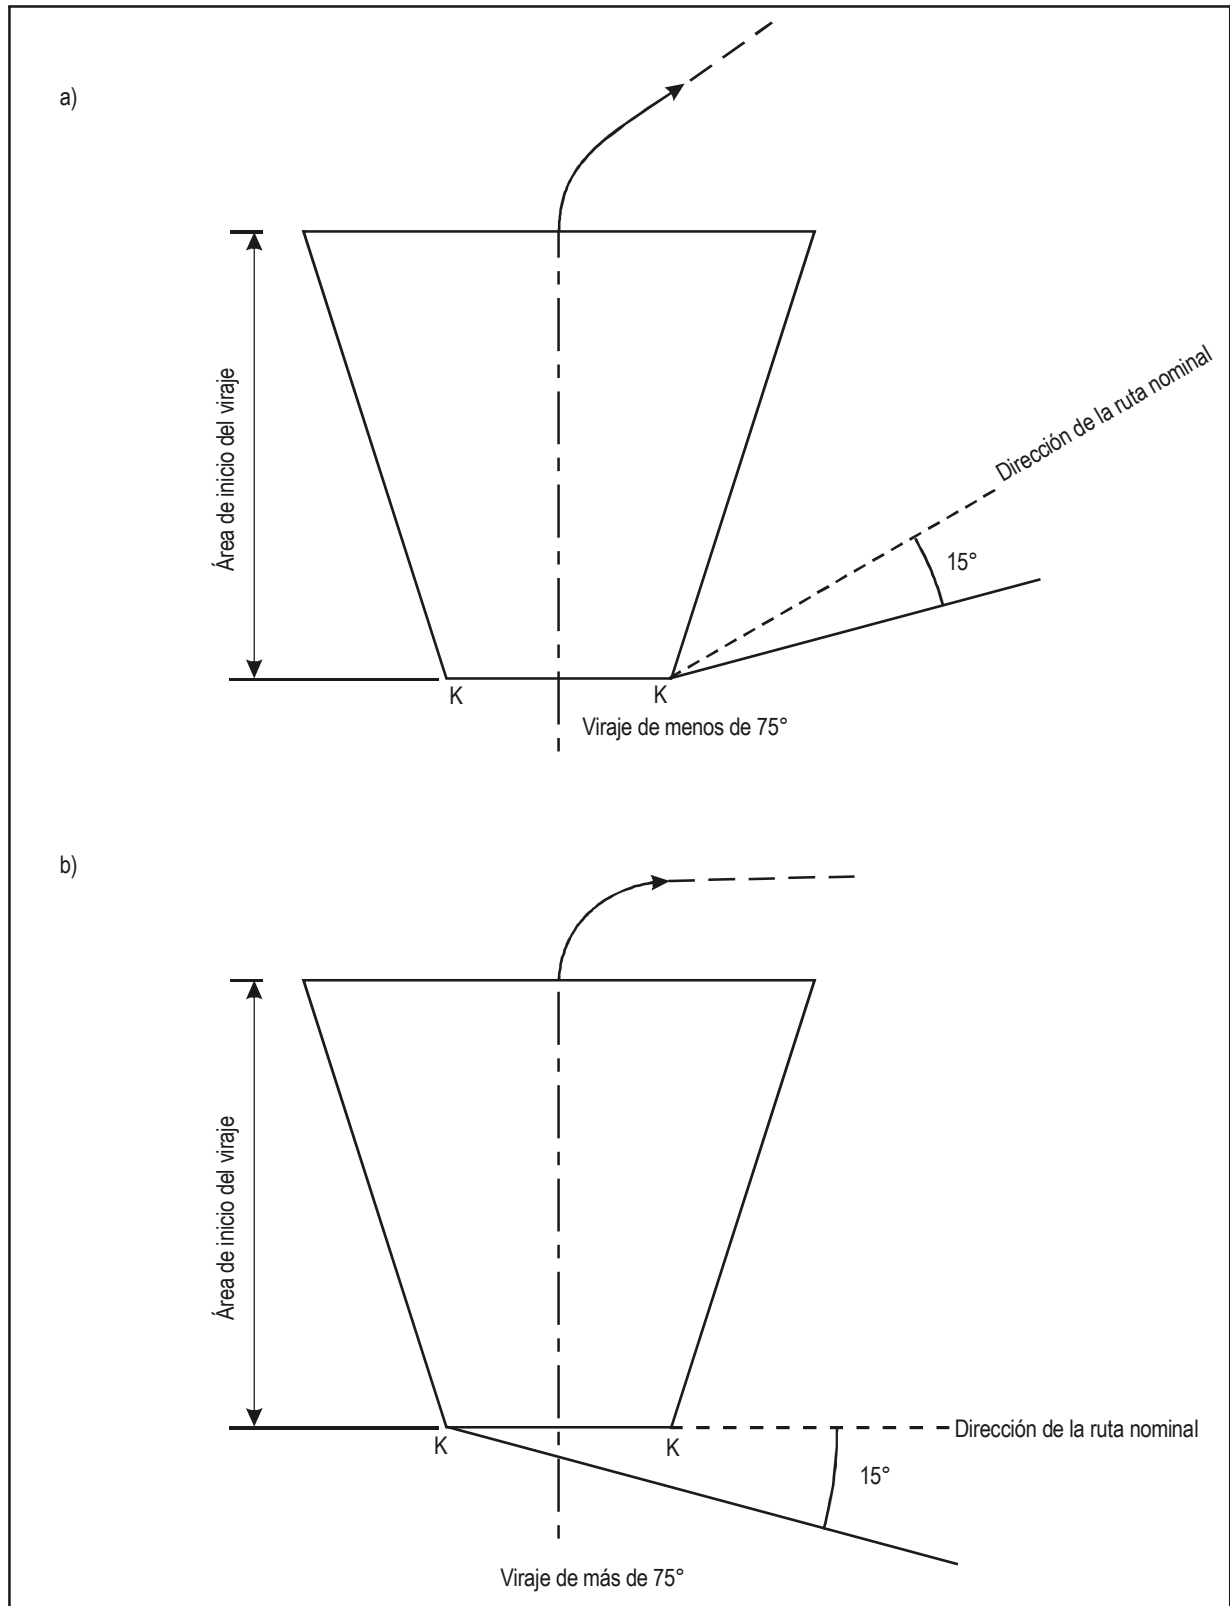 a)
Área de inicio del viraje
Dirección de la ruta nominal
15°
K
K
Viraje de menos de 75°
b)
Área de inicio del viraje
K
K
Dirección de la ruta nominal
15°
Viraje de más de 75°